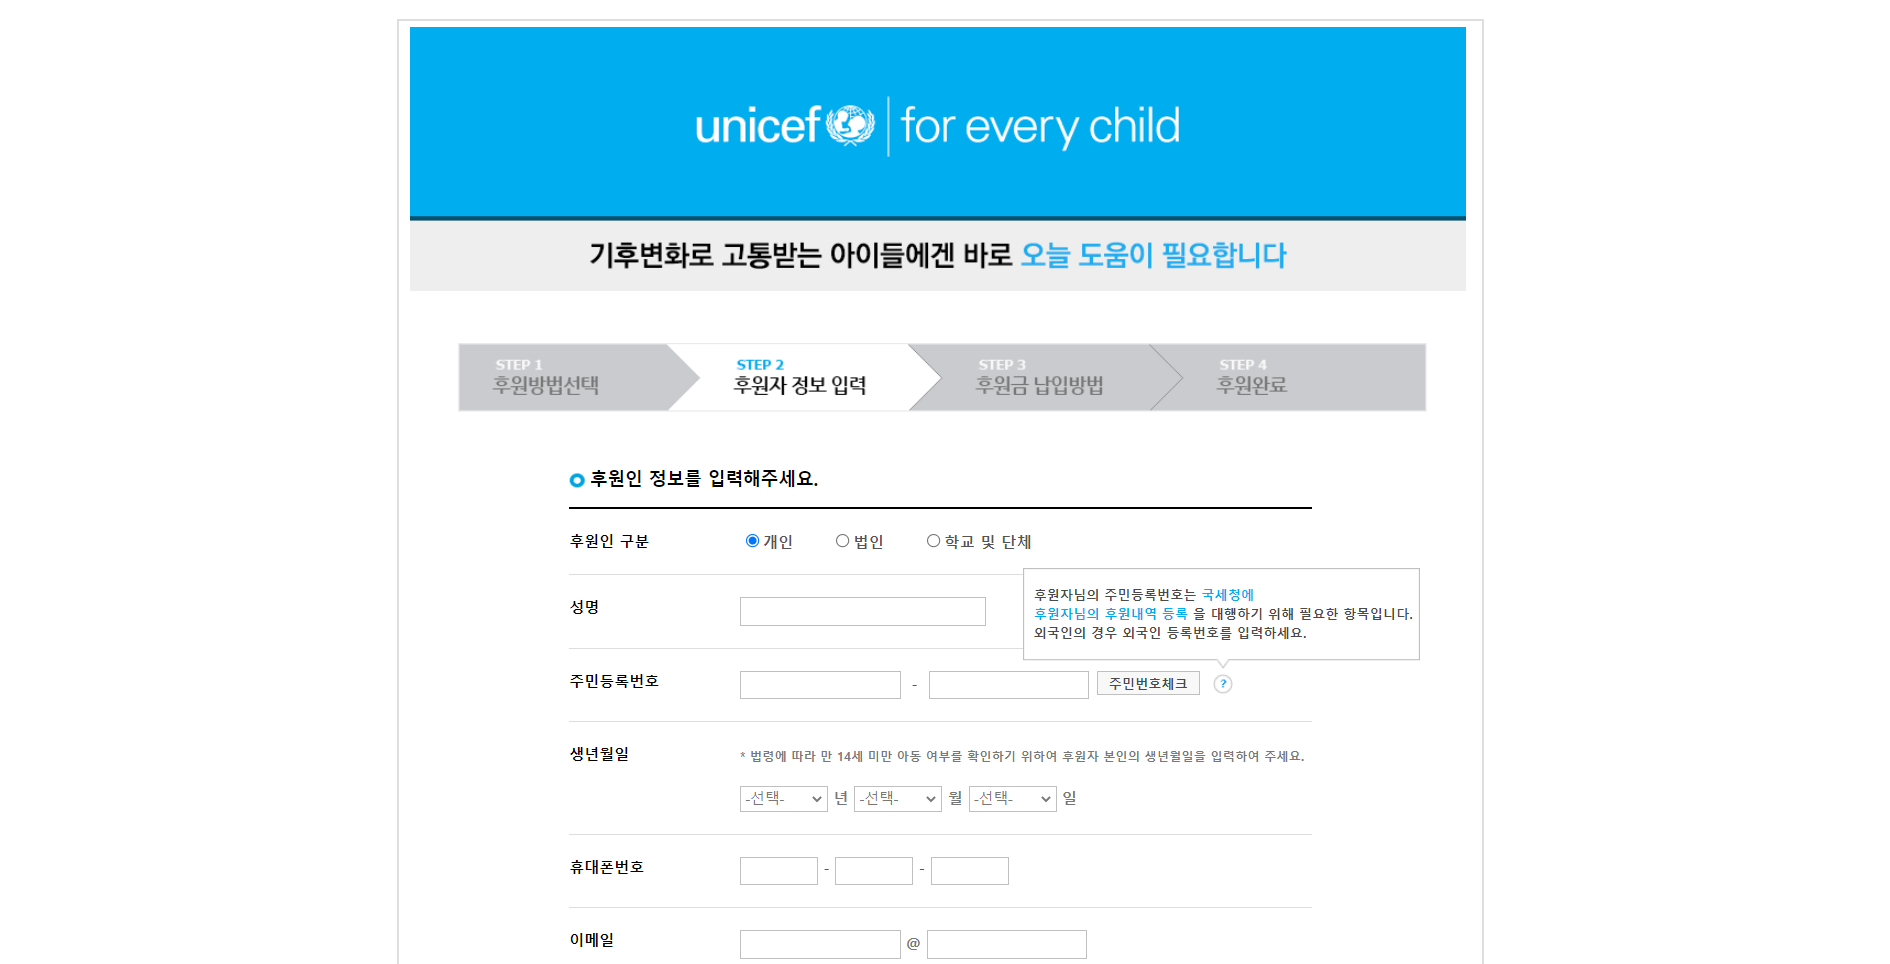 unicef for every child
기후변화로 고통받는 아이들에겐 바로 오늘 도움이 필요합니다
STEP 1
후원방법선택
STEP 2
후원자 정보 입력
STEP 3
후원금 납입방법
STEP 4
후원완료
후원인 정보를 입력해주세요.
후원인 구분 개인 법인 학교 및 단체
성명
후원자님의 주민등록번호는 국세청에
후원자님의 후원내역 등록 을 대행하기 위해 필요한 항목입니다.
외국인의 경우 외국인 등록번호를 입력하세요.
주민등록번호 - 주민번호체크 ?
생년월일 * 법령에 따라 만 14세 미만 아동 여부를 확인하기 위하여 후원자 본인의 생년월일을 입력하여 주세요.
-선택- 년 -선택- 월 -선택- 일
휴대폰번호 - -
이메일 @